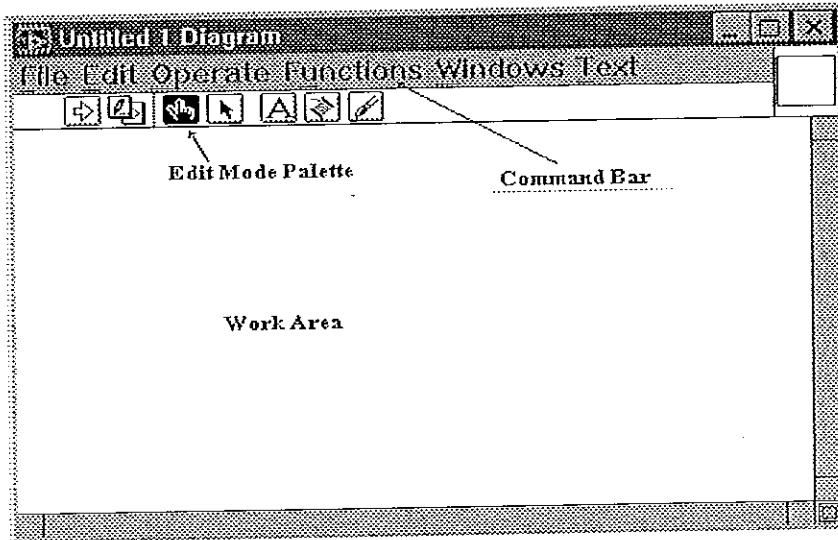 Untitled 1 Diagram
File Edit Operate Functions Windows Text
A
Edit Mode Palette
Command Bar
Work Area